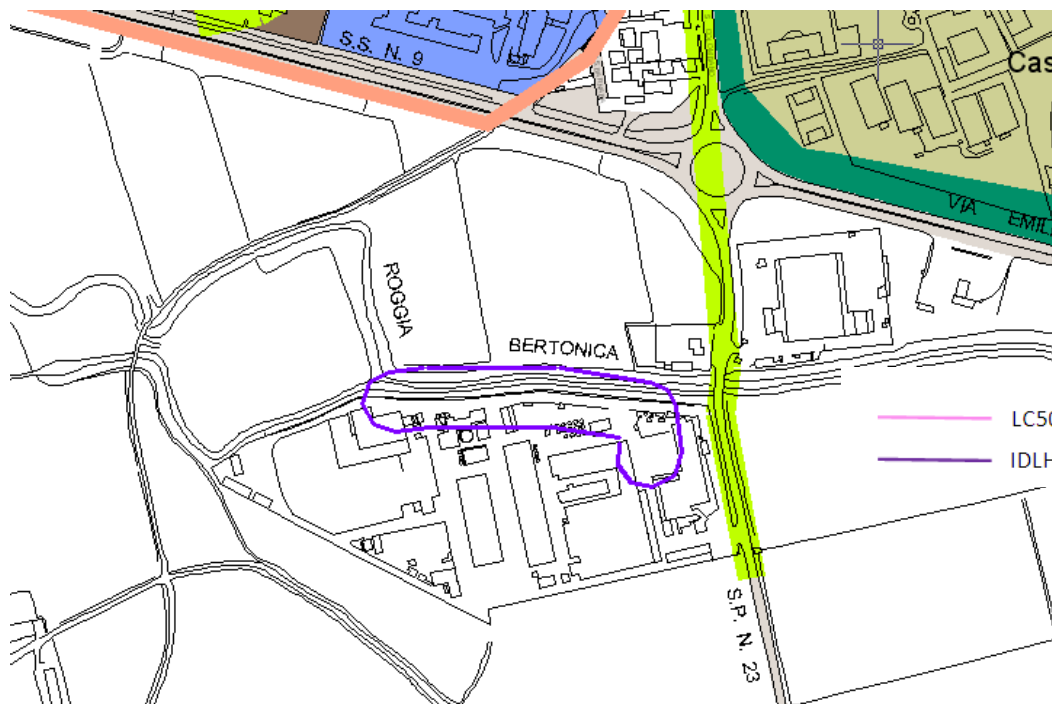 S.S. N. 9
Cas
VIA EMIL
ROGGIA
BERTONICA
LC50
IDLH
S.P. N. 23